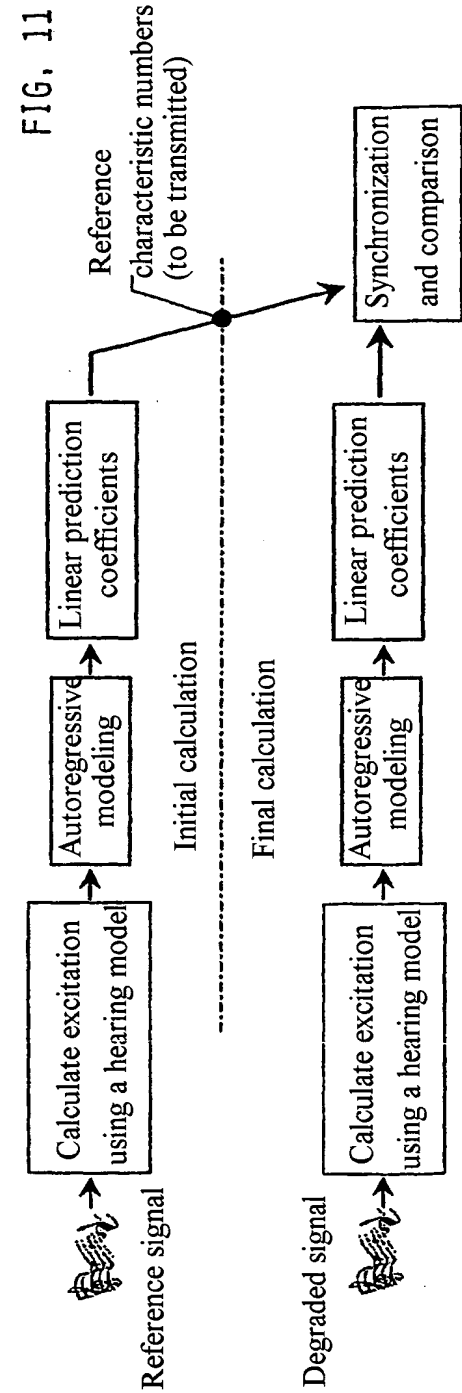 FIG. 11
Reference signal
Calculate excitation
using a hearing model
Autoregressive
modeling
Linear prediction
coefficients
Reference
characteristic numbers
(to be transmitted)
Initial calculation
Final calculation
Degraded signal
Calculate excitation
using a hearing model
Autoregressive
modeling
Linear prediction
coefficients
Synchronization
and comparison